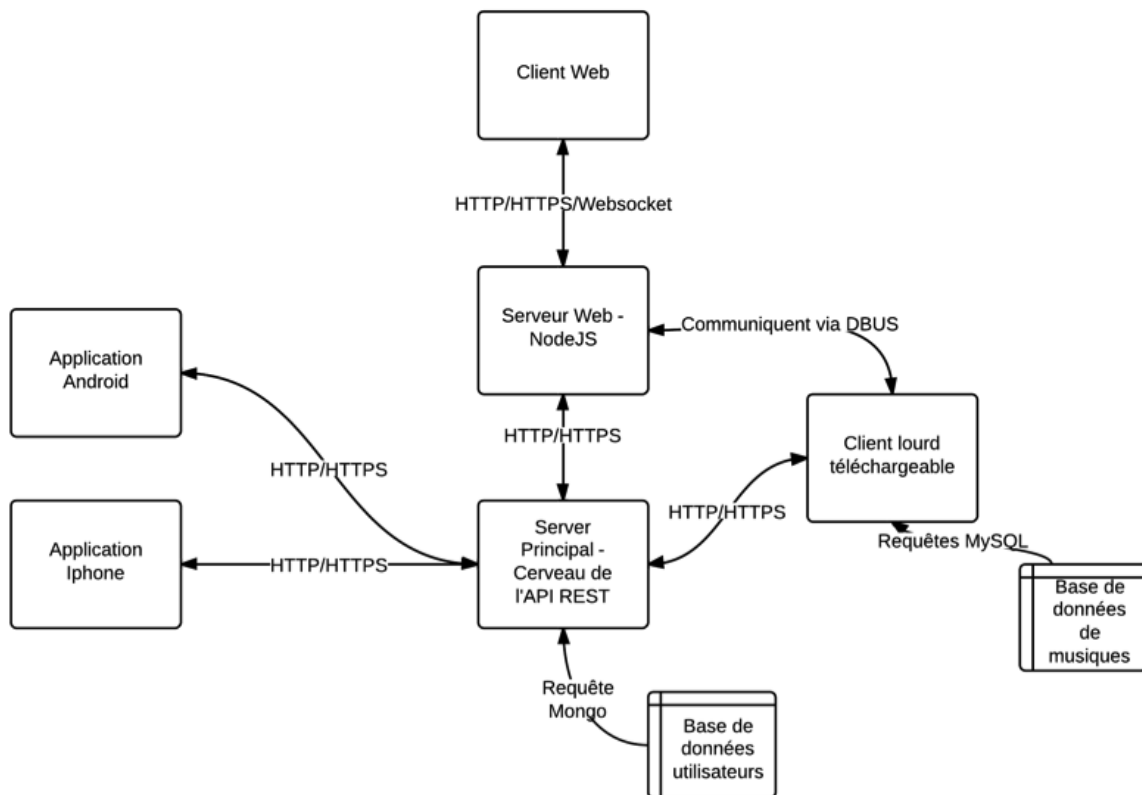 Client Web
HTTP/HTTPS/Websocket
Serveur Web -
NodeJS
Communiquent via DBUS
Application
Android
HTTP/HTTPS
Client lourd
téléchargeable
HTTP/HTTPS
HTTP/HTTPS
Application
Iphone
HTTP/HTTPS
Server
Principal -
Cerveau de
l'API REST
Requêtes MySQL
Base de
données
de
musiques
Requête
Mongo
Base de
données
utilisateurs